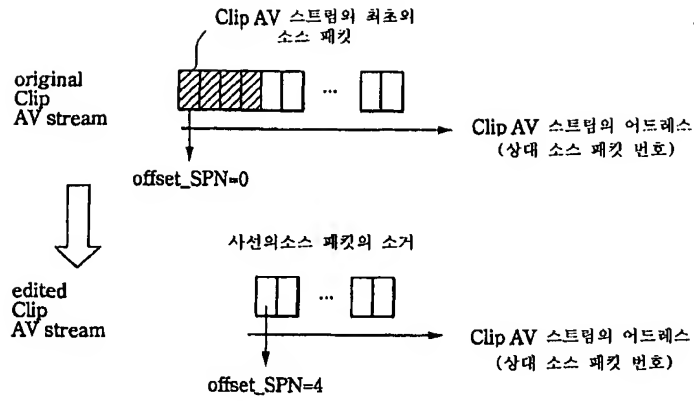 Clip AV 스트림의 최초의
소스 패킷
original
Clip
AV stream
...
Clip AV 스트림의 어드레스
(상대 소스 패킷 번호)
offset_SPN=0
사선의소스 패킷의 소거
edited
Clip
AV stream
...
Clip AV 스트림의 어드레스
(상대 소스 패킷 번호)
offset_SPN=4